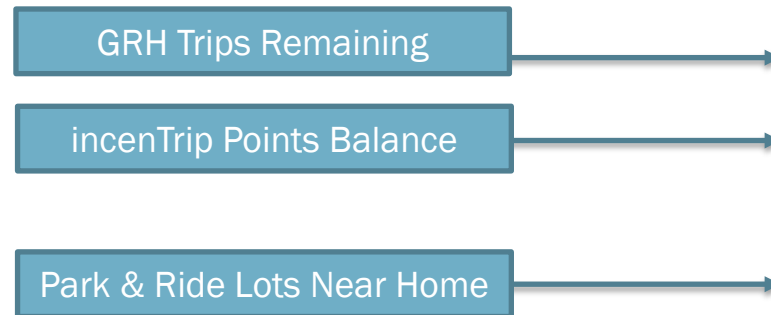 GRH Trips Remaining
incenTrip Points Balance
Park & Ride Lots Near Home